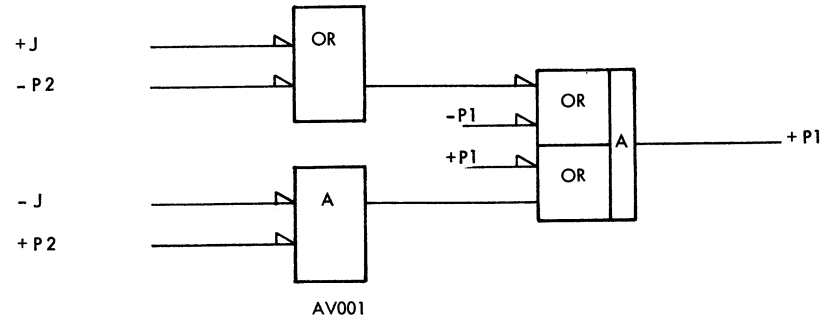 +J
OR
-P2
OR
-P1
A
+P1
+P1
OR
-J
A
+P2
AV001